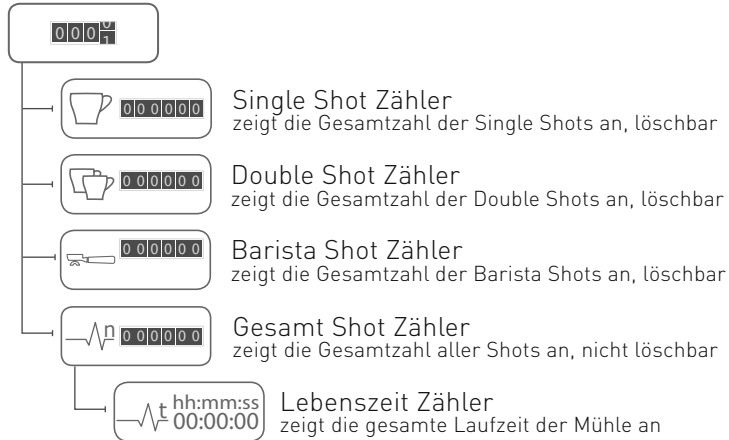 000
000000
Single Shot Zähler
zeigt die Gesamtzahl der Single Shots an, löschbar
000000
Double Shot Zähler
zeigt die Gesamtzahl der Double Shots an, löschbar
000000
Barista Shot Zähler
zeigt die Gesamtzahl der Barista Shots an, löschbar
n 000000
Gesamt Shot Zähler
zeigt die Gesamtzahl aller Shots an, nicht löschbar
t hh:mm:ss
00:00:00
Lebenszeit Zähler
zeigt die gesamte Laufzeit der Mühle an